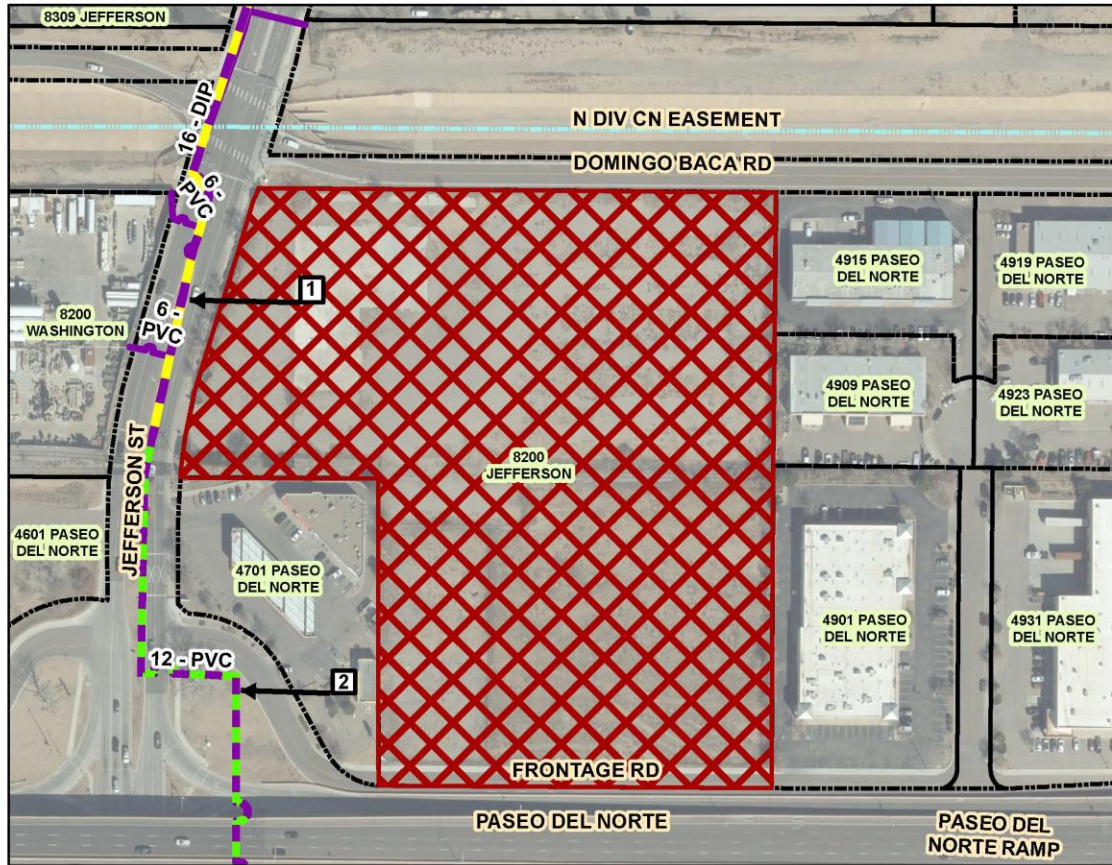 8309 JEFFERSON
16 - DIP
N DIV CN EASEMENT
DOMINGO BACA RD
6 -
PVC
4915 PASEO
DEL NORTE
4919 PASEO
DEL NORTE
1
8200
WASHINGTON
6 -
PVC
4909 PASEO
DEL NORTE
4923 PASEO
DEL NORTE
JEFFERSON ST
8200
JEFFERSON
4601 PASEO
DEL NORTE
4701 PASEO
DEL NORTE
4901 PASEO
DEL NORTE
4931 PASEO
DEL NORTE
12 - PVC
2
FRONTAGE RD
PASEO DEL NORTE
PASEO DEL
NORTE RAMP